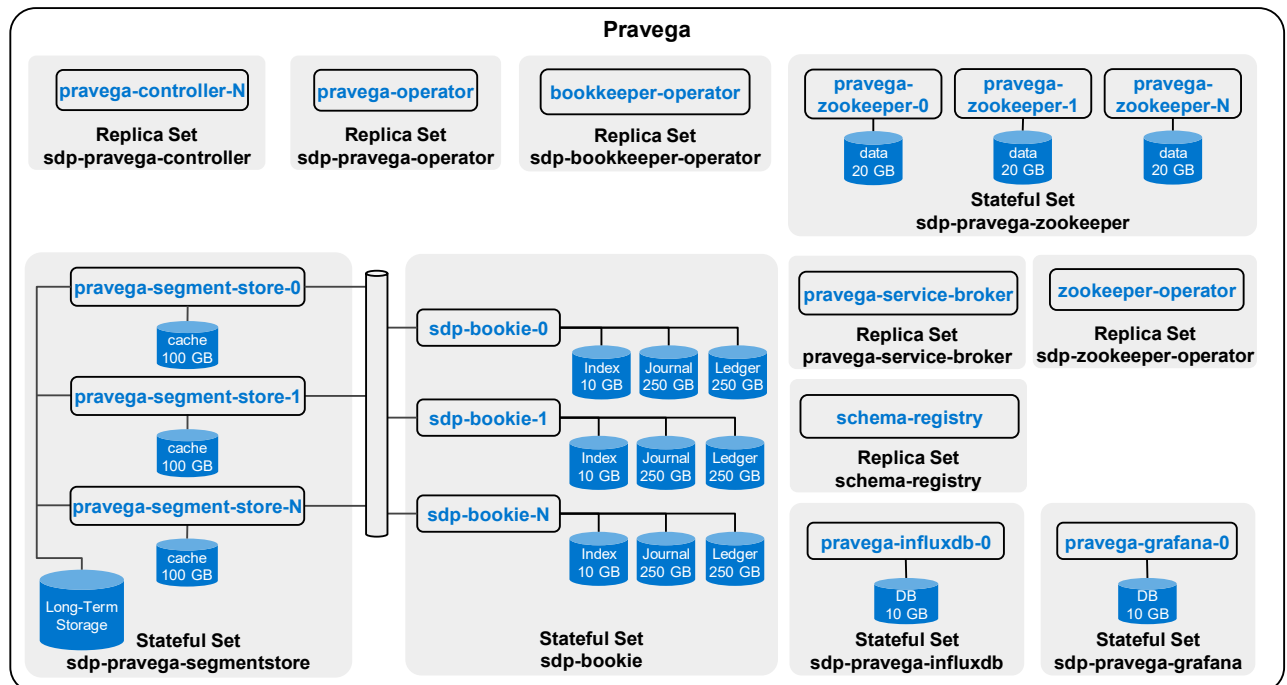 Pravega
pravega-controller-N
Replica Set
sdp-pravega-controller
pravega-operator
Replica Set
sdp-pravega-operator
bookkeeper-operator
Replica Set
sdp-bookkeeper-operator
pravega-
zookeeper-0
data
20 GB
pravega-
zookeeper-1
data
20 GB
pravega-
zookeeper-N
data
20 GB
Stateful Set
sdp-pravega-zookeeper
pravega-segment-store-0
cache
100 GB
pravega-segment-store-1
cache
100 GB
pravega-segment-store-N
cache
100 GB
Long-Term
Storage
Stateful Set
sdp-pravega-segmentstore
sdp-bookie-0
Index
10 GB
Journal
250 GB
Ledger
250 GB
sdp-bookie-1
Index
10 GB
Journal
250 GB
Ledger
250 GB
sdp-bookie-N
Index
10 GB
Journal
250 GB
Ledger
250 GB
Stateful Set
sdp-bookie
pravega-service-broker
Replica Set
pravega-service-broker
zookeeper-operator
Replica Set
sdp-zookeeper-operator
schema-registry
Replica Set
schema-registry
pravega-influxdb-0
DB
10 GB
Stateful Set
sdp-pravega-influxdb
pravega-grafana-0
DB
10 GB
Stateful Set
sdp-pravega-grafana